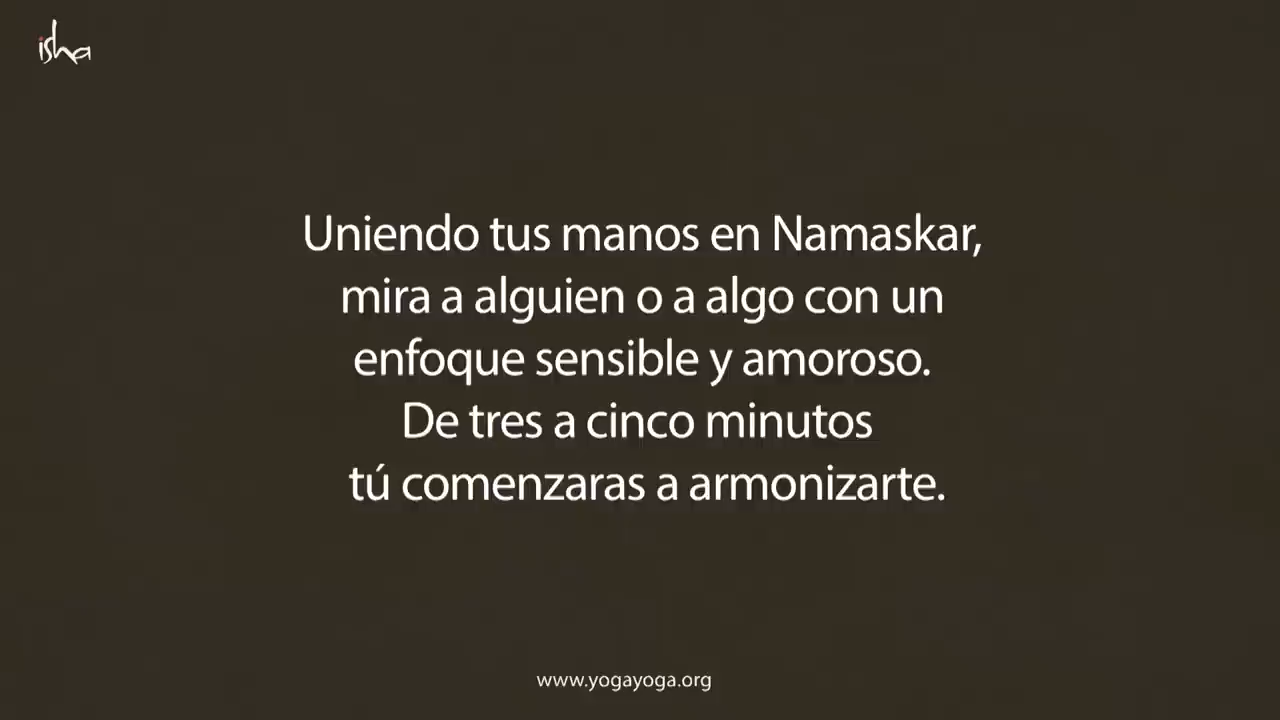 isha
Uniendo tus manos en Namaskar,
mira a alguien o a algo con un
enfoque sensible y amoroso.
De tres a cinco minutos
tú comenzaras a armonizarte.
www.yogayoga.org